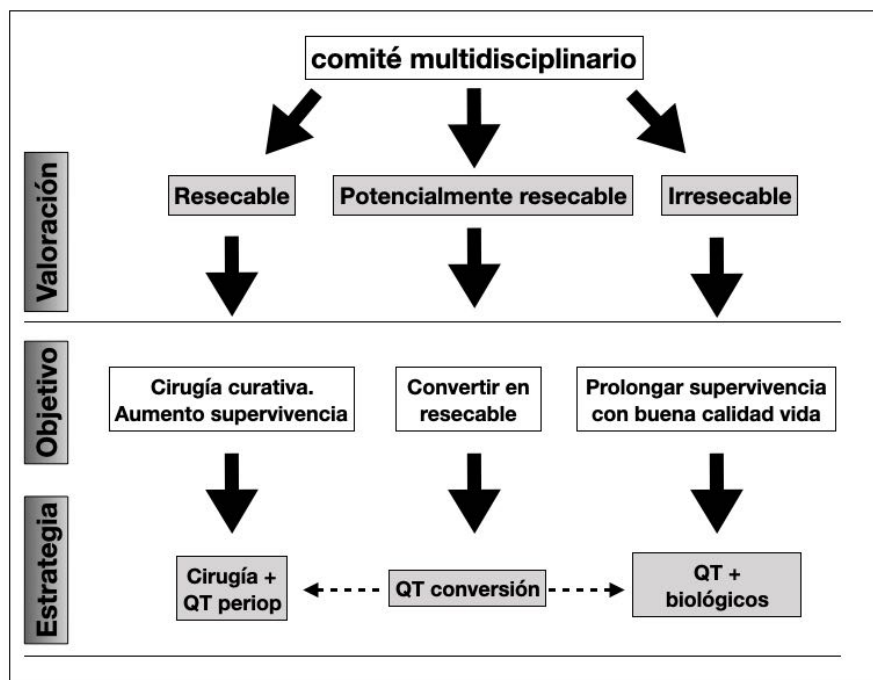 comité multidisciplinario
Valoración
Resecable
Potencialmente resecable
Irresecable
Objetivo
Cirugía curativa.
Aumento supervivencia
Convertir en
resecable
Prolongar supervivencia
con buena calidad vida
Estrategia
Cirugía +
QT periop
QT conversión
QT +
biológicos